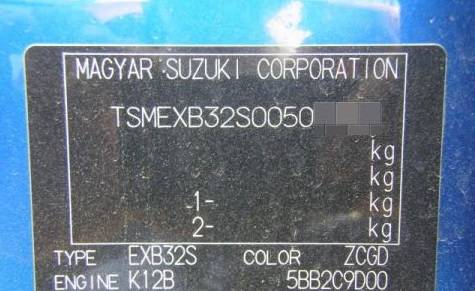 MAGYAR SUZUKI CORPORATION
TSMEXB32S0050
kg
kg
1- kg
2- kg
TYPE EXB32S COLOR ZCGD
ENGINE K12B 5BB2C9D00